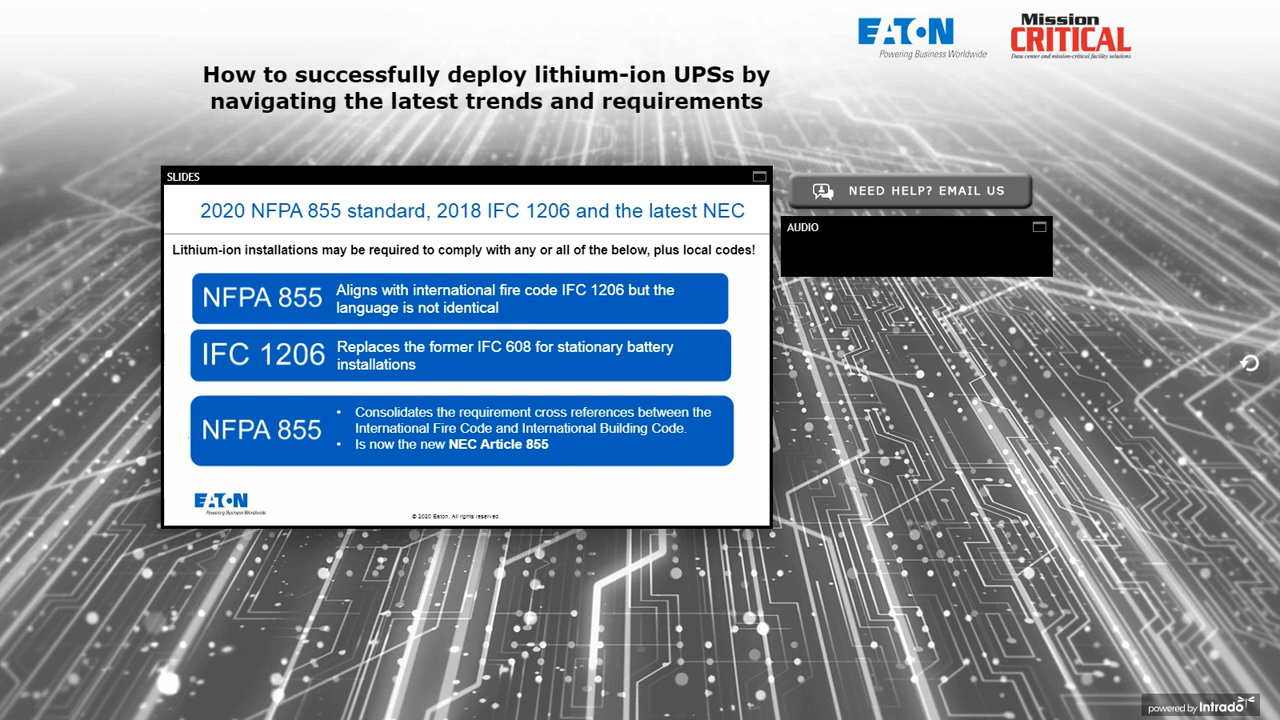 EATON
Powering Business Worldwide
Mission
CRITICAL
Data center and mission-critical facility solutions
How to successfully deploy lithium-ion UPSs by
navigating the latest trends and requirements
SLIDES
2020 NFPA 855 standard, 2018 IFC 1206 and the latest NEC
Lithium-ion installations may be required to comply with any or all of the below, plus local codes!
NFPA 855
Aligns with international fire code IFC 1206 but the
language is not identical
IFC 1206
Replaces the former IFC 608 for stationary battery
installations
NFPA 855
• Consolidates the requirement cross references between the
International Fire Code and International Building Code.
• Is now the new NEC Article 855
EATON
Powering Business Worldwide
© 2020 Eaton. All rights reserved.
NEED HELP? EMAIL US
AUDIO
powered by Intrado